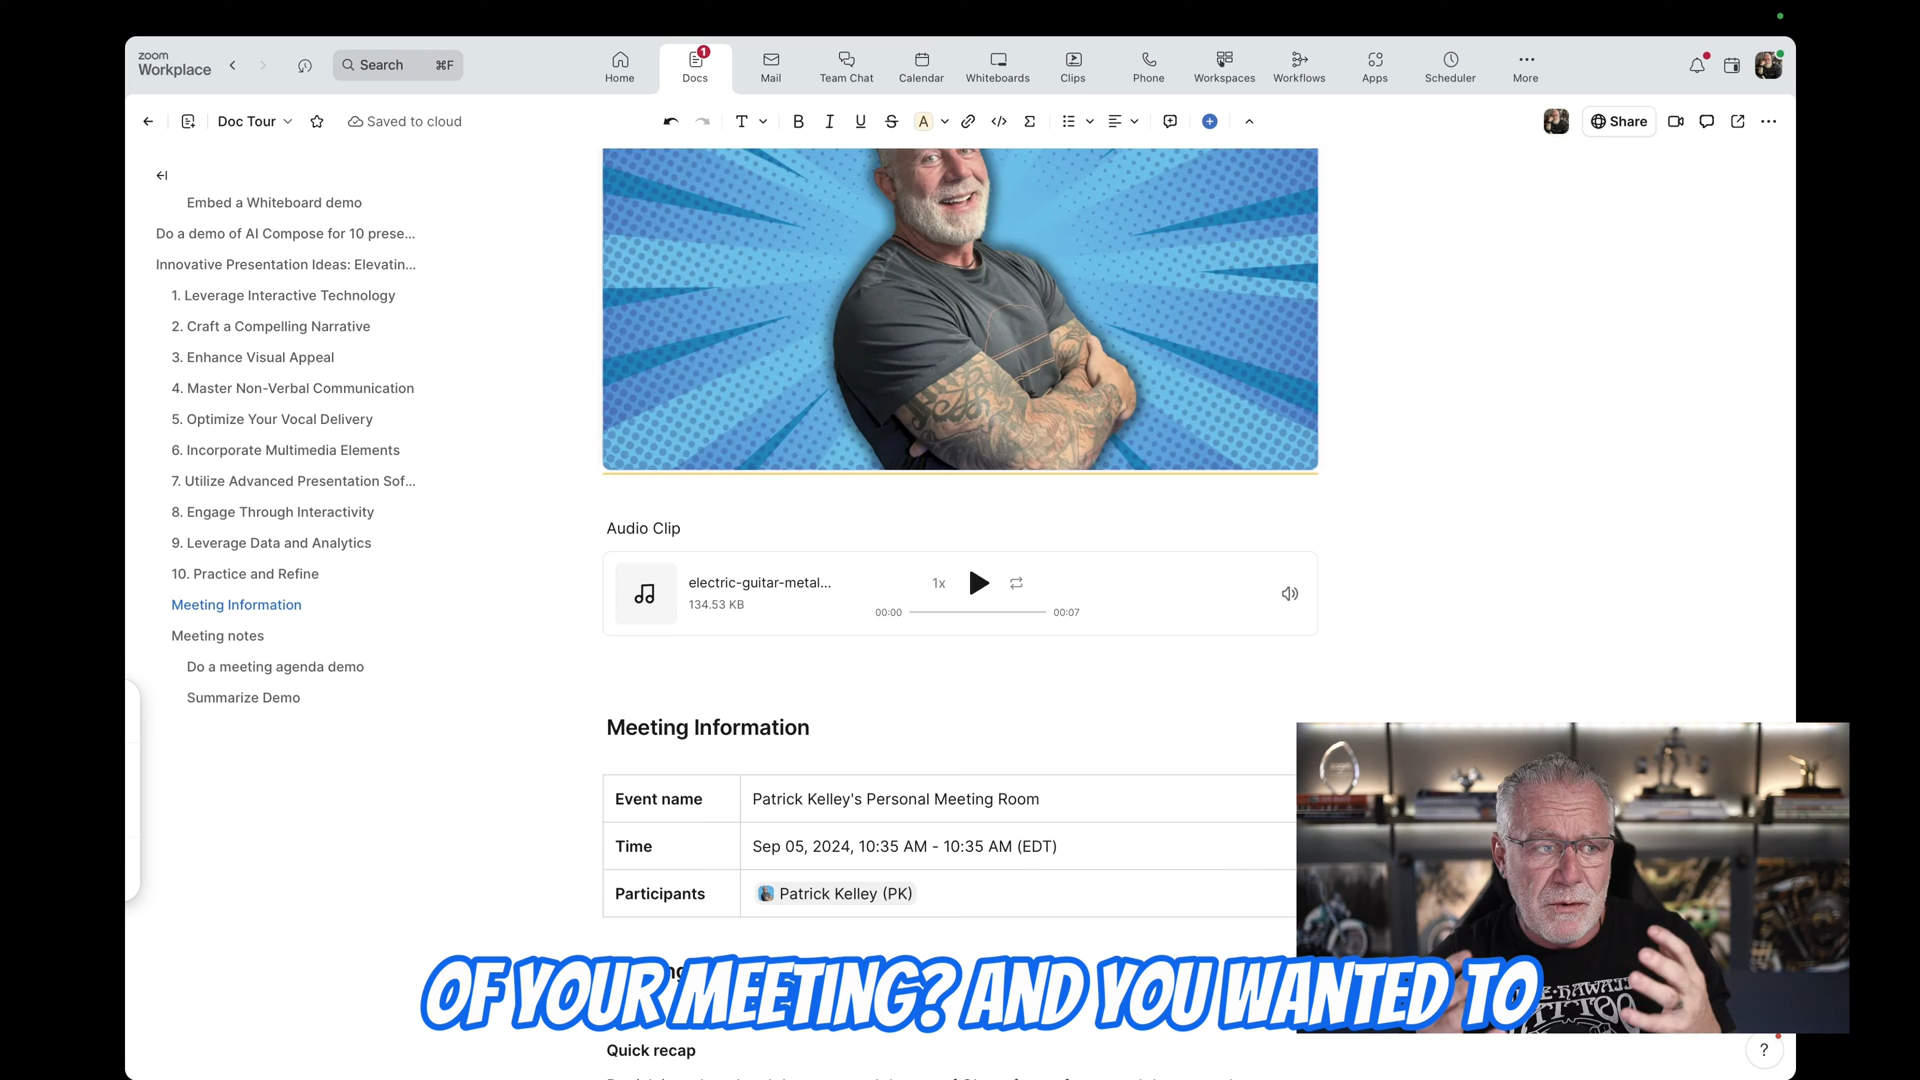 zoom
Workplace
Search ⌘F
Home
1
Docs
Mail
Team Chat
Calendar
Whiteboards
Clips
Phone
Workspaces
Workflows
Apps
Scheduler
More
Doc Tour
Saved to cloud
T
B
I
U
S
A
Σ
Share
Embed a Whiteboard demo
Do a demo of AI Compose for 10 prese...
Innovative Presentation Ideas: Elevatin...
1. Leverage Interactive Technology
2. Craft a Compelling Narrative
3. Enhance Visual Appeal
4. Master Non-Verbal Communication
5. Optimize Your Vocal Delivery
6. Incorporate Multimedia Elements
7. Utilize Advanced Presentation Sof...
8. Engage Through Interactivity
9. Leverage Data and Analytics
10. Practice and Refine
Meeting Information
Meeting notes
Do a meeting agenda demo
Summarize Demo
Audio Clip
electric-guitar-metal...
134.53 KB
1x
00:00
00:07
Meeting Information
Event name Patrick Kelley's Personal Meeting Room
Time Sep 05, 2024, 10:35 AM - 10:35 AM (EDT)
Participants Patrick Kelley (PK)
OF YOUR MEETING? AND YOU WANTED TO
TATTOO
Quick recap
?